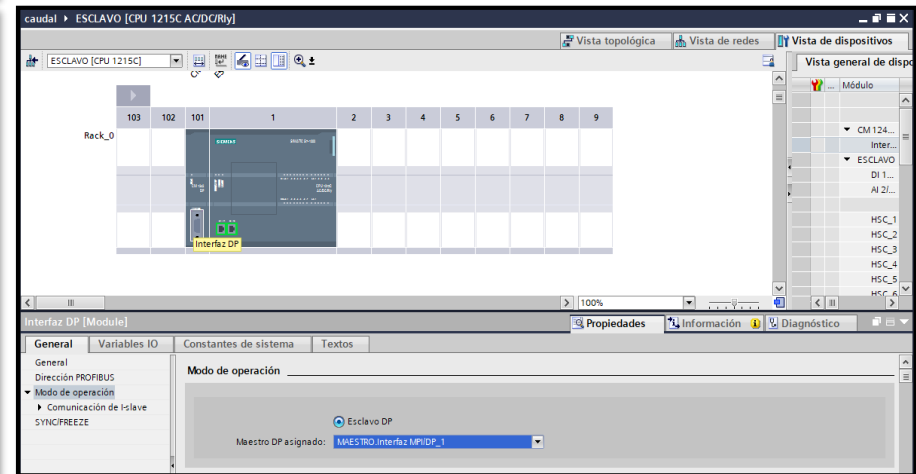 caudal ▸ ESCLAVO [CPU 1215C AC/DC/Rly]
Vista topológica Vista de redes Vista de dispositivos
ESCLAVO [CPU 1215C]
Vista general de dispo
... Módulo
103 102 101 1 2 3 4 5 6 7 8 9
Rack_0
SIEMENS
Interfaz DP
CM 124...
Inter...
ESCLAVO
DI 1...
AI 2/...
HSC_1
HSC_2
HSC_3
HSC_4
HSC_5
HSC_6
100%
Interfaz DP [Module]
Propiedades Información Diagnóstico
General Variables IO Constantes de sistema Textos
General
Dirección PROFIBUS
Modo de operación
Comunicación de I-slave
SYNC/FREEZE
Modo de operación
Esclavo DP
Maestro DP asignado: MAESTRO.Interfaz MPI/DP_1